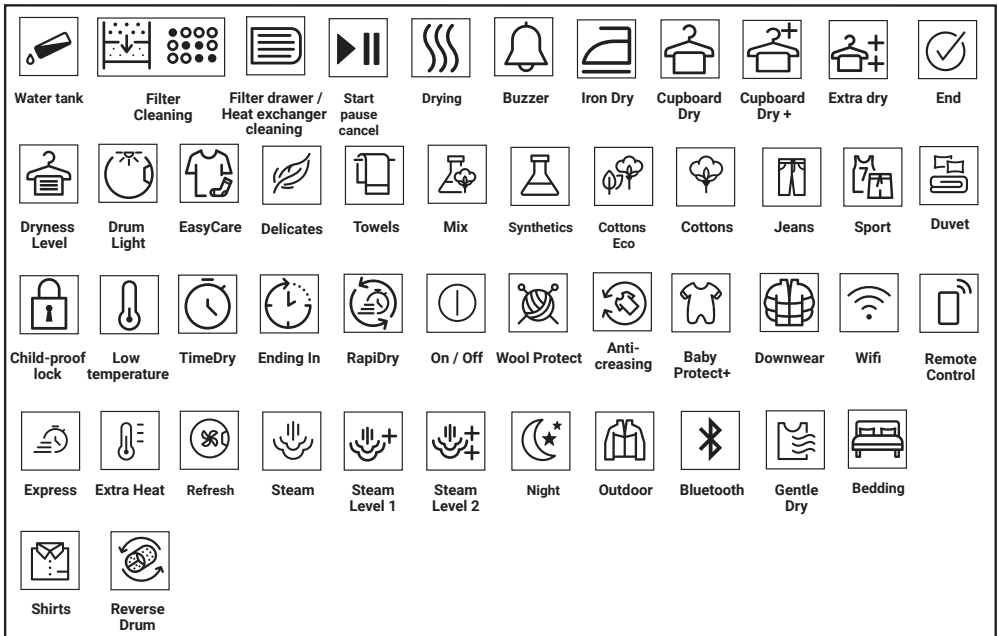 Water tank
Filter
Cleaning
Filter drawer /
Heat exchanger
cleaning
Start
pause
cancel
Drying
Buzzer
Iron Dry
Cupboard
Dry
Cupboard
Dry +
Extra dry
End
Dryness
Level
Drum
Light
EasyCare
Delicates
Towels
Mix
Synthetics
Cottons
Eco
Cottons
Jeans
7
Sport
Duvet
Child-proof
lock
Low
temperature
TimeDry
Ending In
RapiDry
On / Off
Wool Protect
Anti-
creasing
Baby
Protect+
Downwear
Wifi
Remote
Control
Express
Extra Heat
Refresh
Steam
Steam
Level 1
Steam
Level 2
Night
Outdoor
Bluetooth
Gentle
Dry
Bedding
Shirts
Reverse
Drum